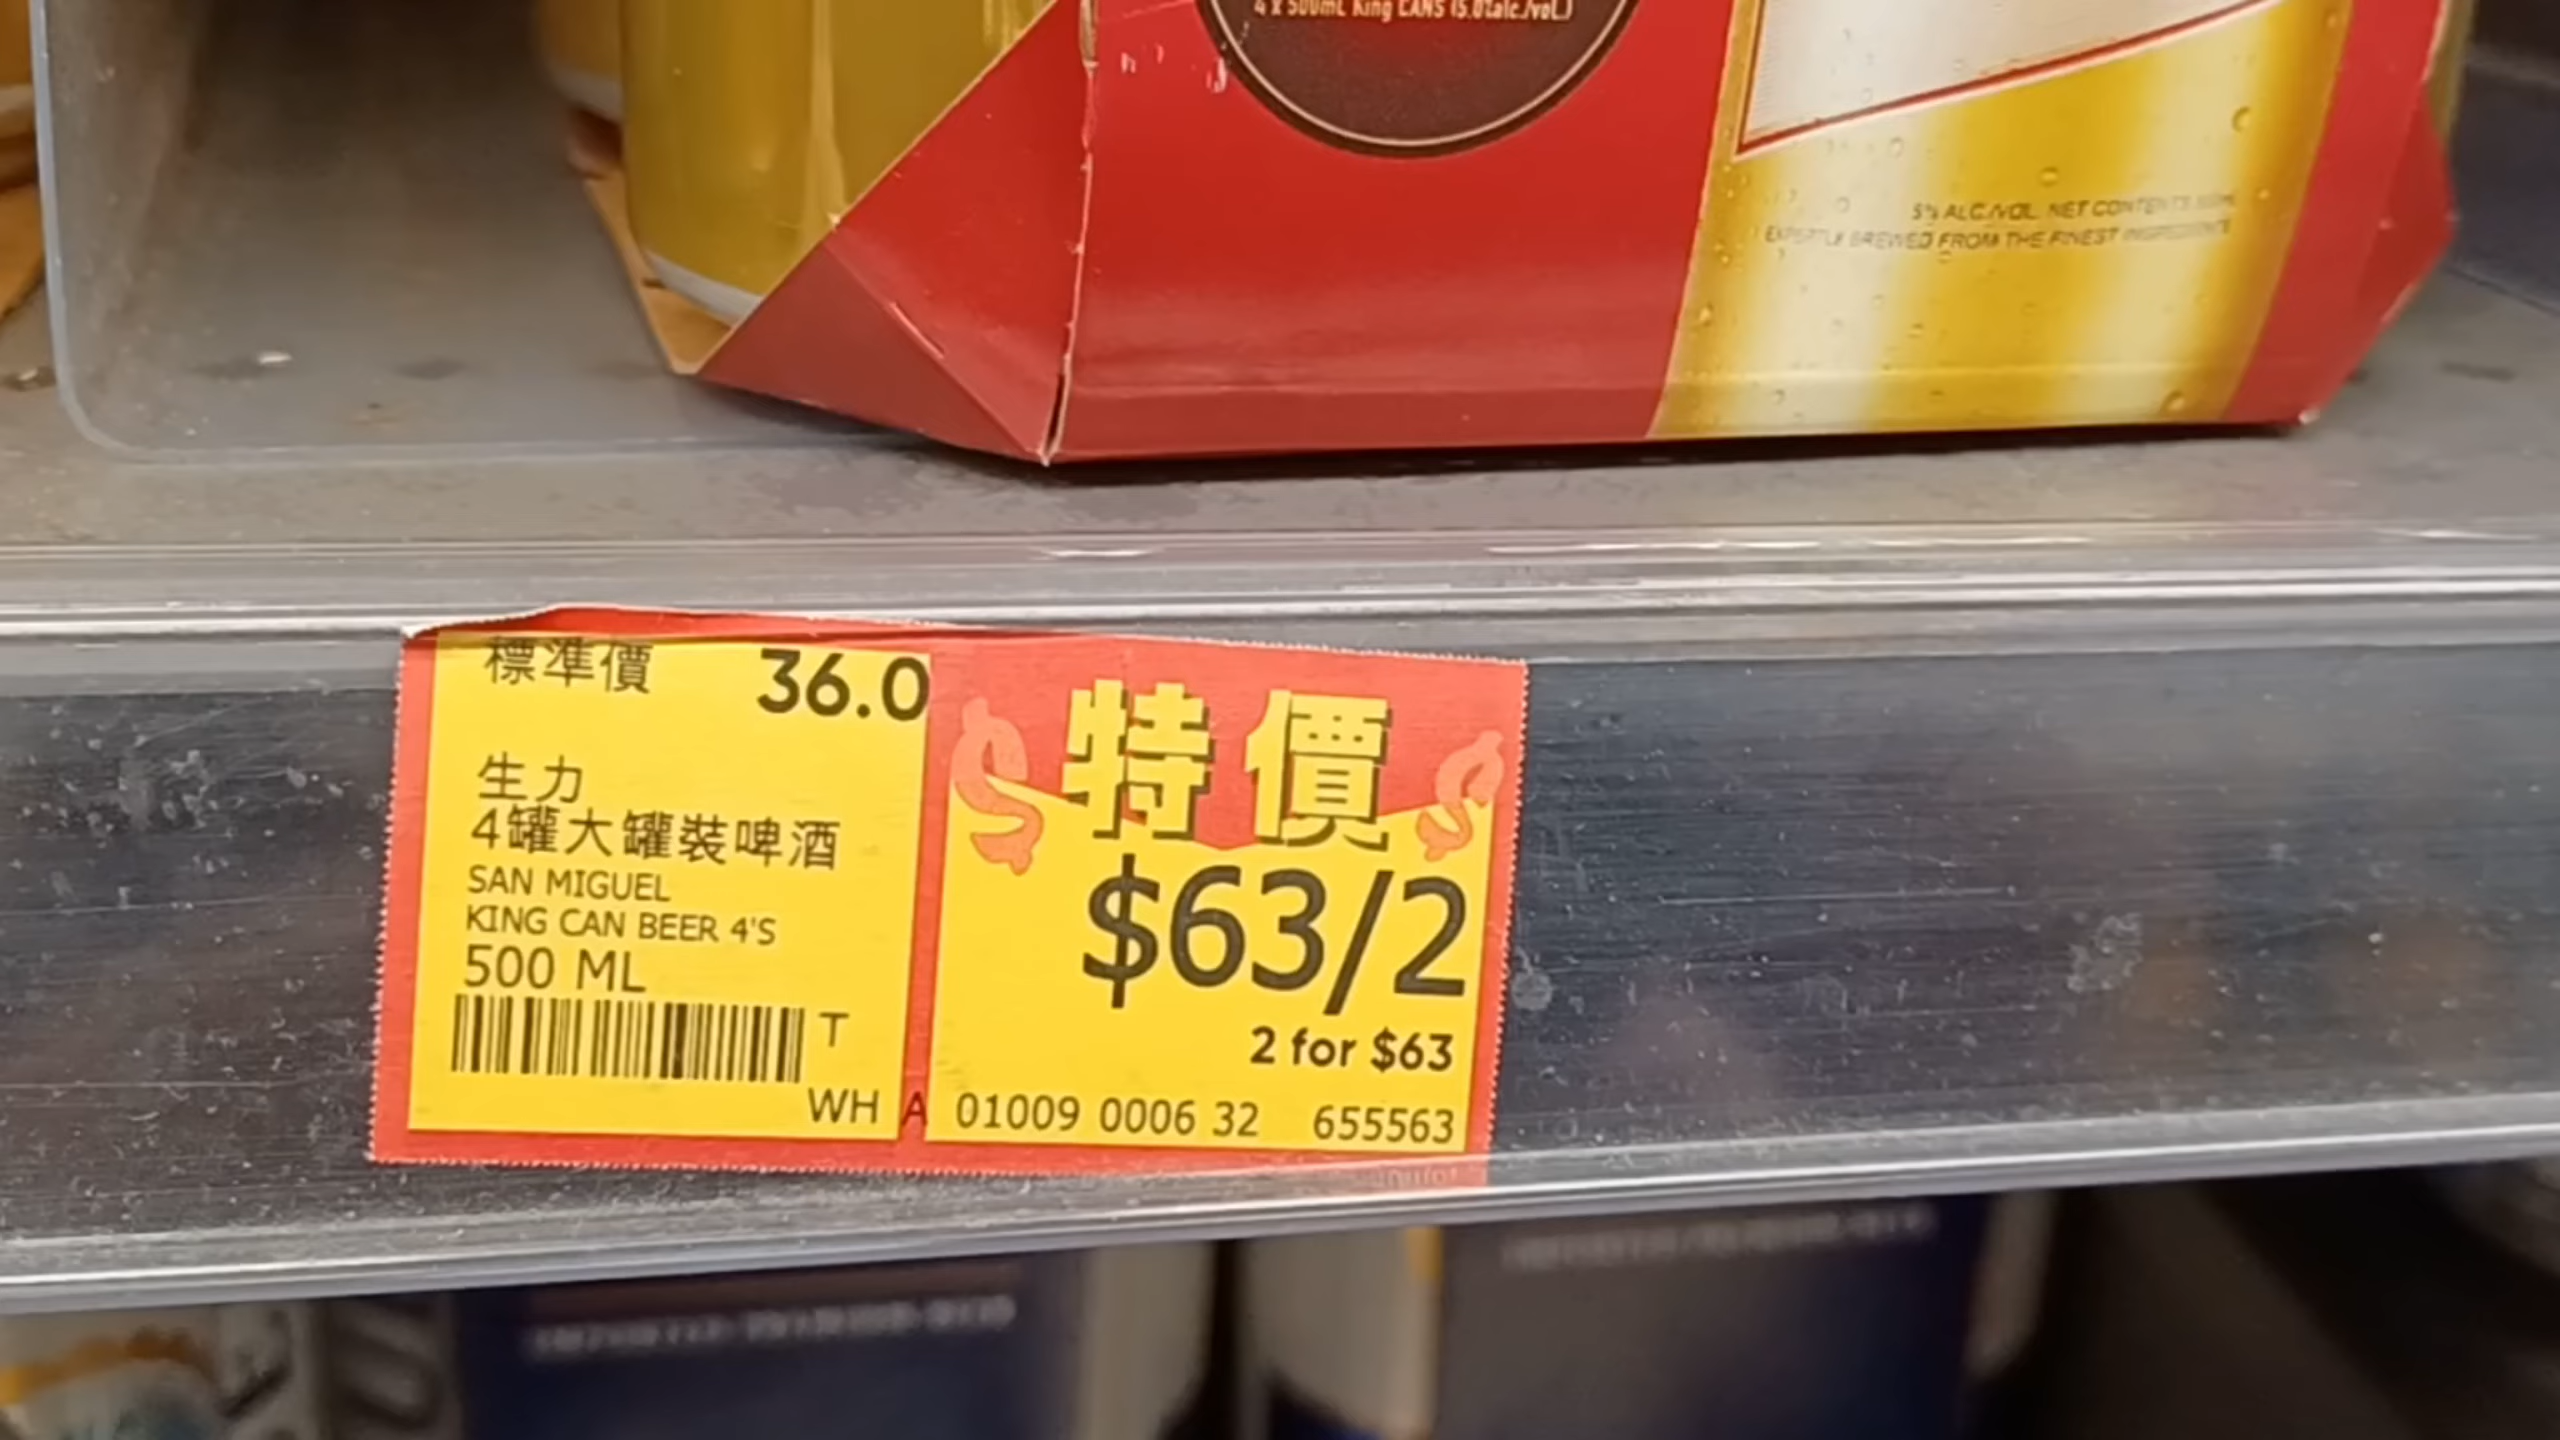 4 x 500mL King CANS (5.0%alc./vol.)
5% ALC./VOL. NET CONTENTS
EXPERTLY BREWED FROM THE FINEST INGREDIENTS
標準價 36.0
生力
4罐大罐裝啤酒
SAN MIGUEL
KING CAN BEER 4'S
500 ML
T
WH A
特價
$63/2
2 for $63
01009 0006 32 655563